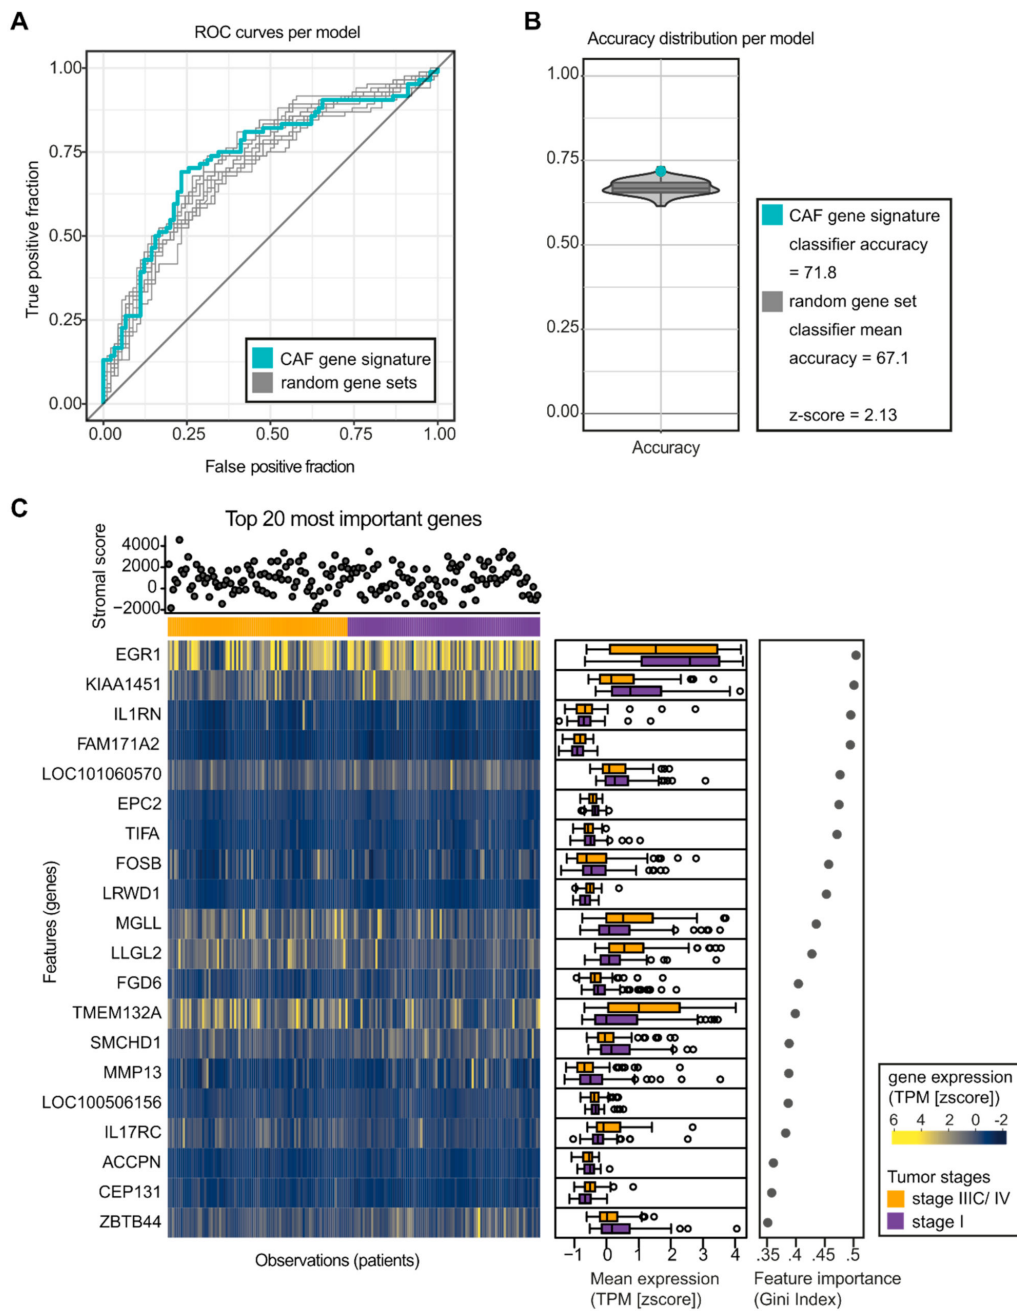 A
ROC curves per model
1.00
0.75
0.50
0.25
0.00
True positive fraction
CAF gene signature
random gene sets
0.00 0.25 0.50 0.75 1.00
False positive fraction
B
Accuracy distribution per model
1.00
0.75
0.50
0.25
0.00
Accuracy
CAF gene signature
classifier accuracy
= 71.8
random gene set
classifier mean
accuracy = 67.1
z-score = 2.13
C
Top 20 most important genes
Stromal score
4000
2000
0
−2000
Features (genes)
EGR1
KIAA1451
IL1RN
FAM171A2
LOC101060570
EPC2
TIFA
FOSB
LRWD1
MGLL
LLGL2
FGD6
TMEM132A
SMCHD1
MMP13
LOC100506156
IL17RC
ACCPN
CEP131
ZBTB44
Observations (patients)
−1 0 1 2 3 4
Mean expression
(TPM [zscore])
.35 .4 .45 .5
Feature importance
(Gini Index)
gene expression
(TPM [zscore])
6 4 2 0 -2
Tumor stages
stage IIIC/ IV
stage I